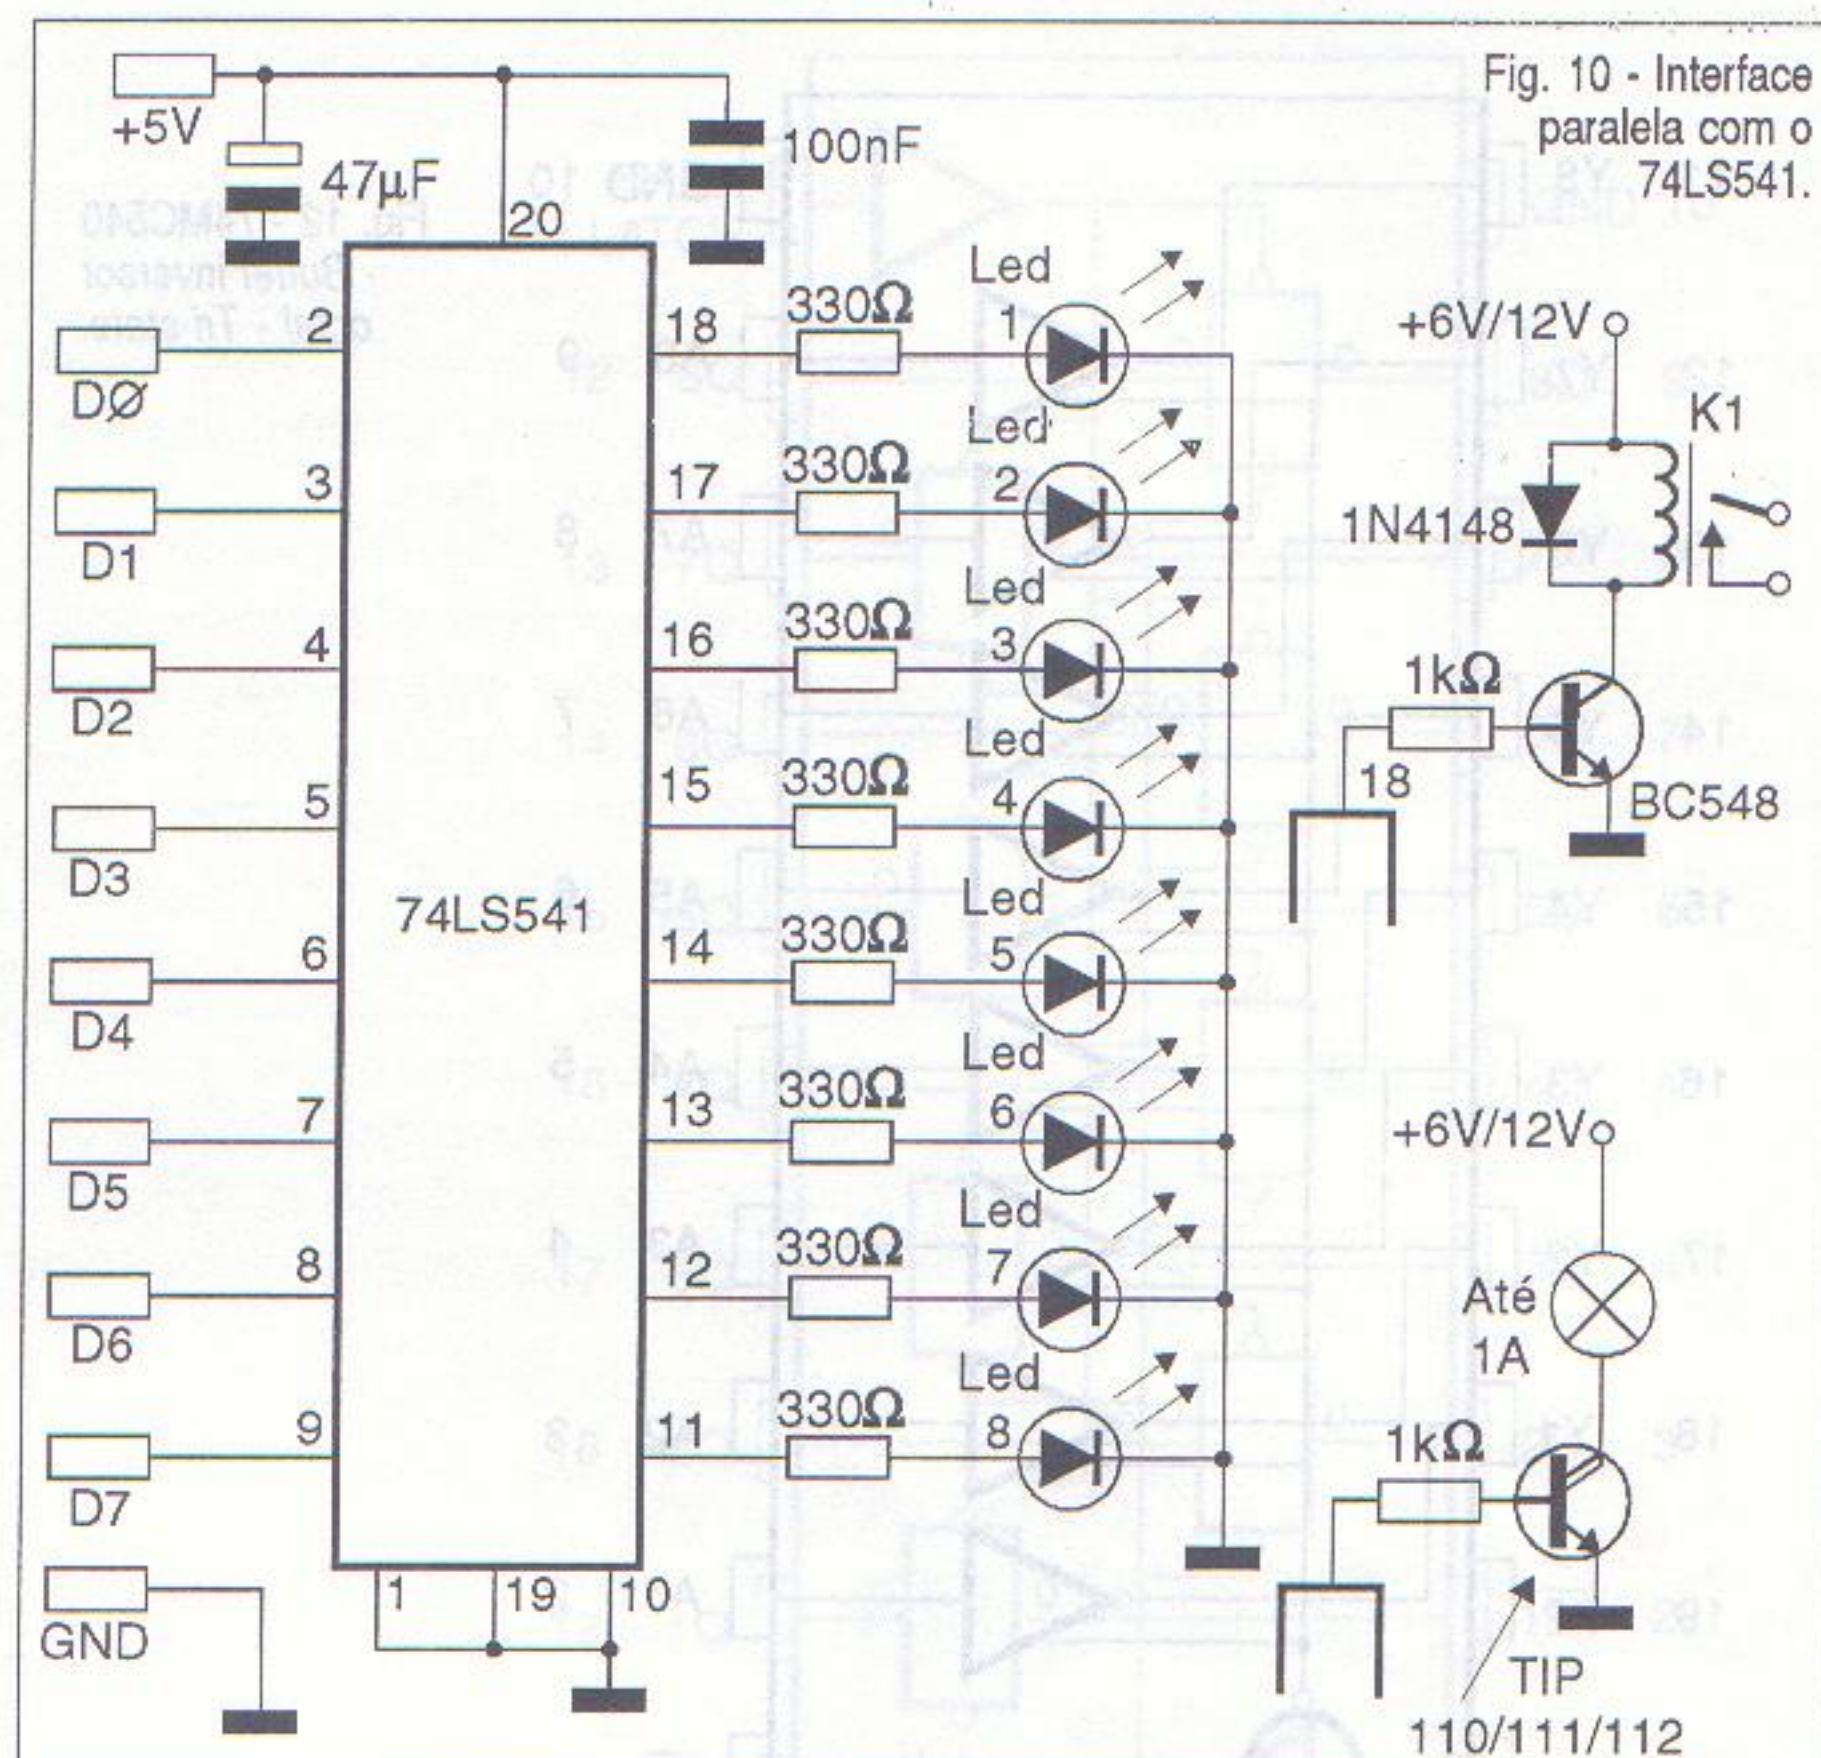 Fig. 10 - Interface
paralela com o
74LS541.
+5V
47µF
100nF
20
DØ
2
18
330Ω
Led
1
D1
3
17
330Ω
Led
2
D2
4
16
330Ω
Led
3
D3
5
15
330Ω
Led
4
74LS541
D4
6
14
330Ω
Led
5
D5
7
13
330Ω
Led
6
D6
8
12
330Ω
Led
7
D7
9
11
330Ω
Led
8
GND
1
19
10
+6V/12V
K1
1N4148
1kΩ
18
BC548
+6V/12V
Até
1A
1kΩ
TIP
110/111/112